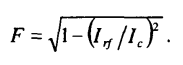 F = √1−(I_rf/I_c)² .